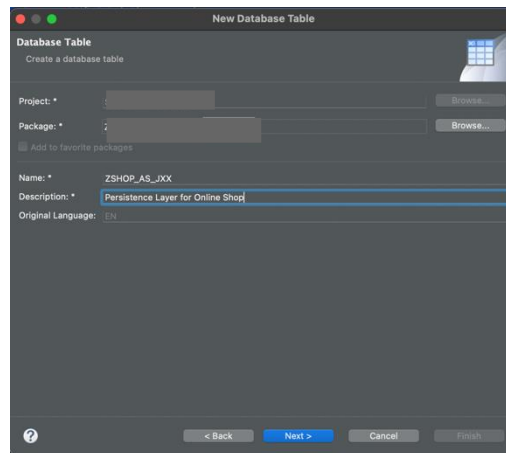 New Database Table
Database Table
Create a database table
Project: *
Browse...
Package: *
Browse...
Add to favorite packages
Name: * ZSHOP_AS_JXX
Description: * Persistence Layer for Online Shop
Original Language: EN
? < Back Next > Cancel Finish